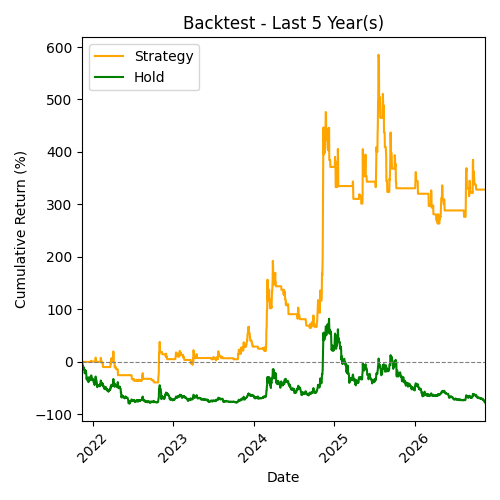 Backtest - Last 5 Year(s)
Strategy
Hold
Cumulative Return (%)
600
500
400
300
200
100
0
−100
2022
2023
2024
2025
2026
Date